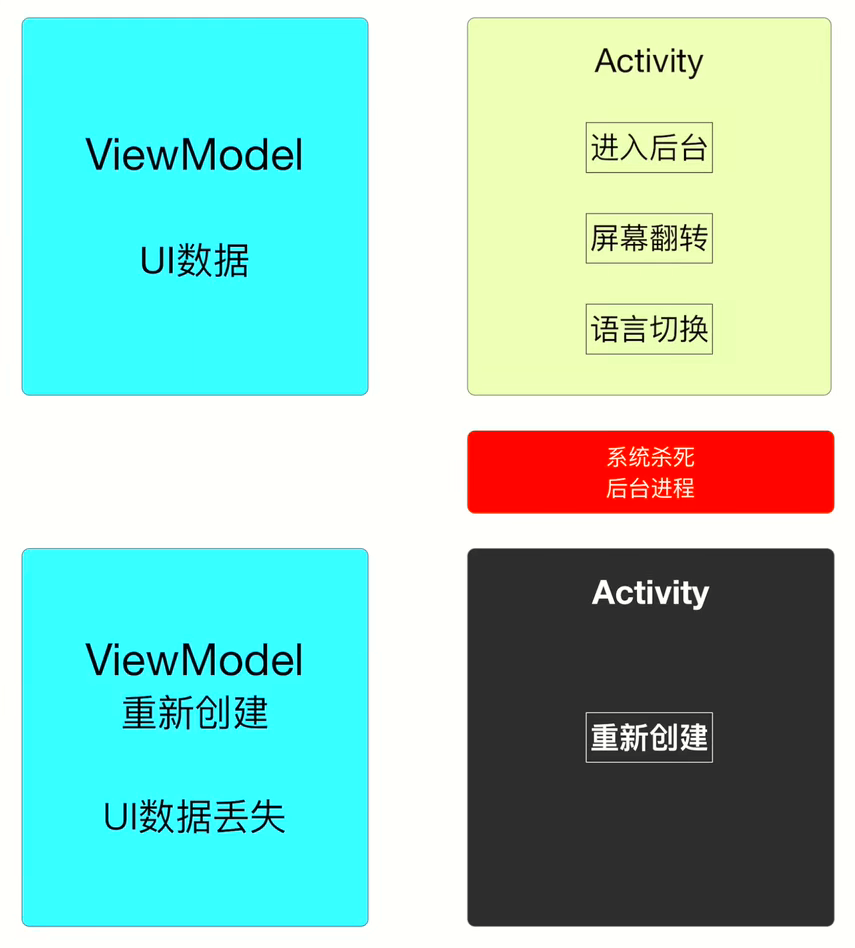 ViewModel
UI数据
Activity
进入后台
屏幕翻转
语言切换
系统杀死
后台进程
ViewModel
重新创建
UI数据丢失
Activity
重新创建